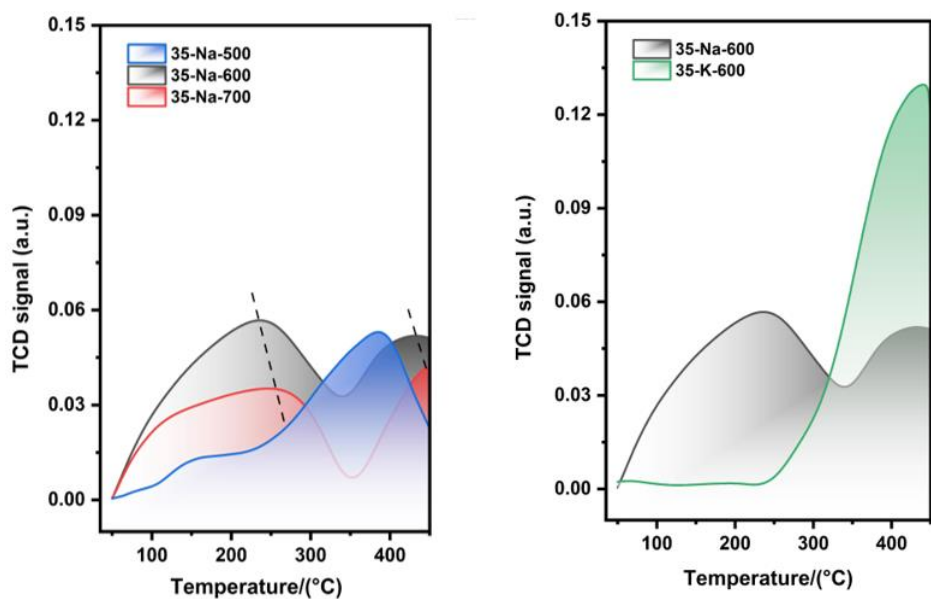 0.15
0.12
0.09
0.06
0.03
0.00
TCD signal (a.u.)
35-Na-500
35-Na-600
35-Na-700
100 200 300 400
Temperature/(°C)
0.15
0.12
0.09
0.06
0.03
0.00
TCD signal (a.u.)
35-Na-600
35-K-600
100 200 300 400
Temperature/(°C)